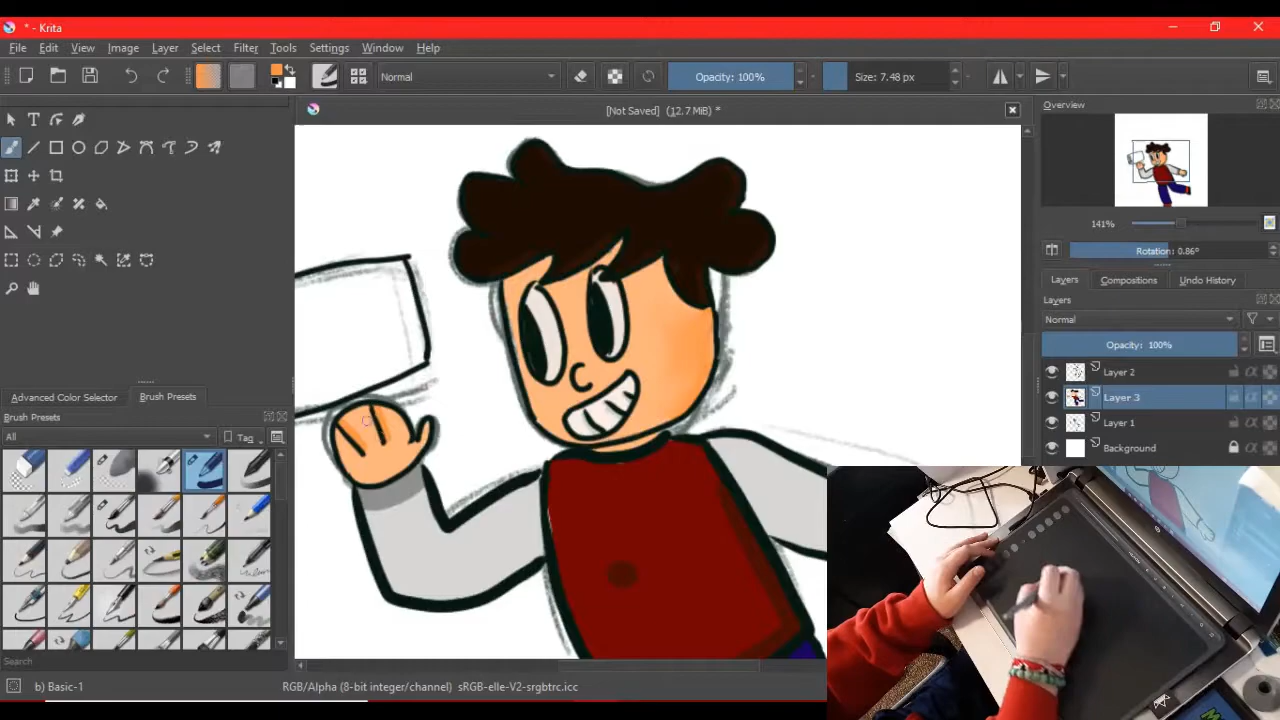 * - Krita
File Edit View Image Layer Select Filter Tools Settings Window Help
Normal Opacity: 100% Size: 7.48 px
[Not Saved] (12.7 MiB) *
Overview
141%
Rotation: 0.86°
Layers Compositions Undo History
Layers
Normal
Opacity: 100%
Layer 2
Layer 3
Layer 1
Background
Advanced Color Selector Brush Presets
Brush Presets
All Tag
Search
b) Basic-1 RGB/Alpha (8-bit integer/channel) sRGB-elle-V2-srgbtrc.icc